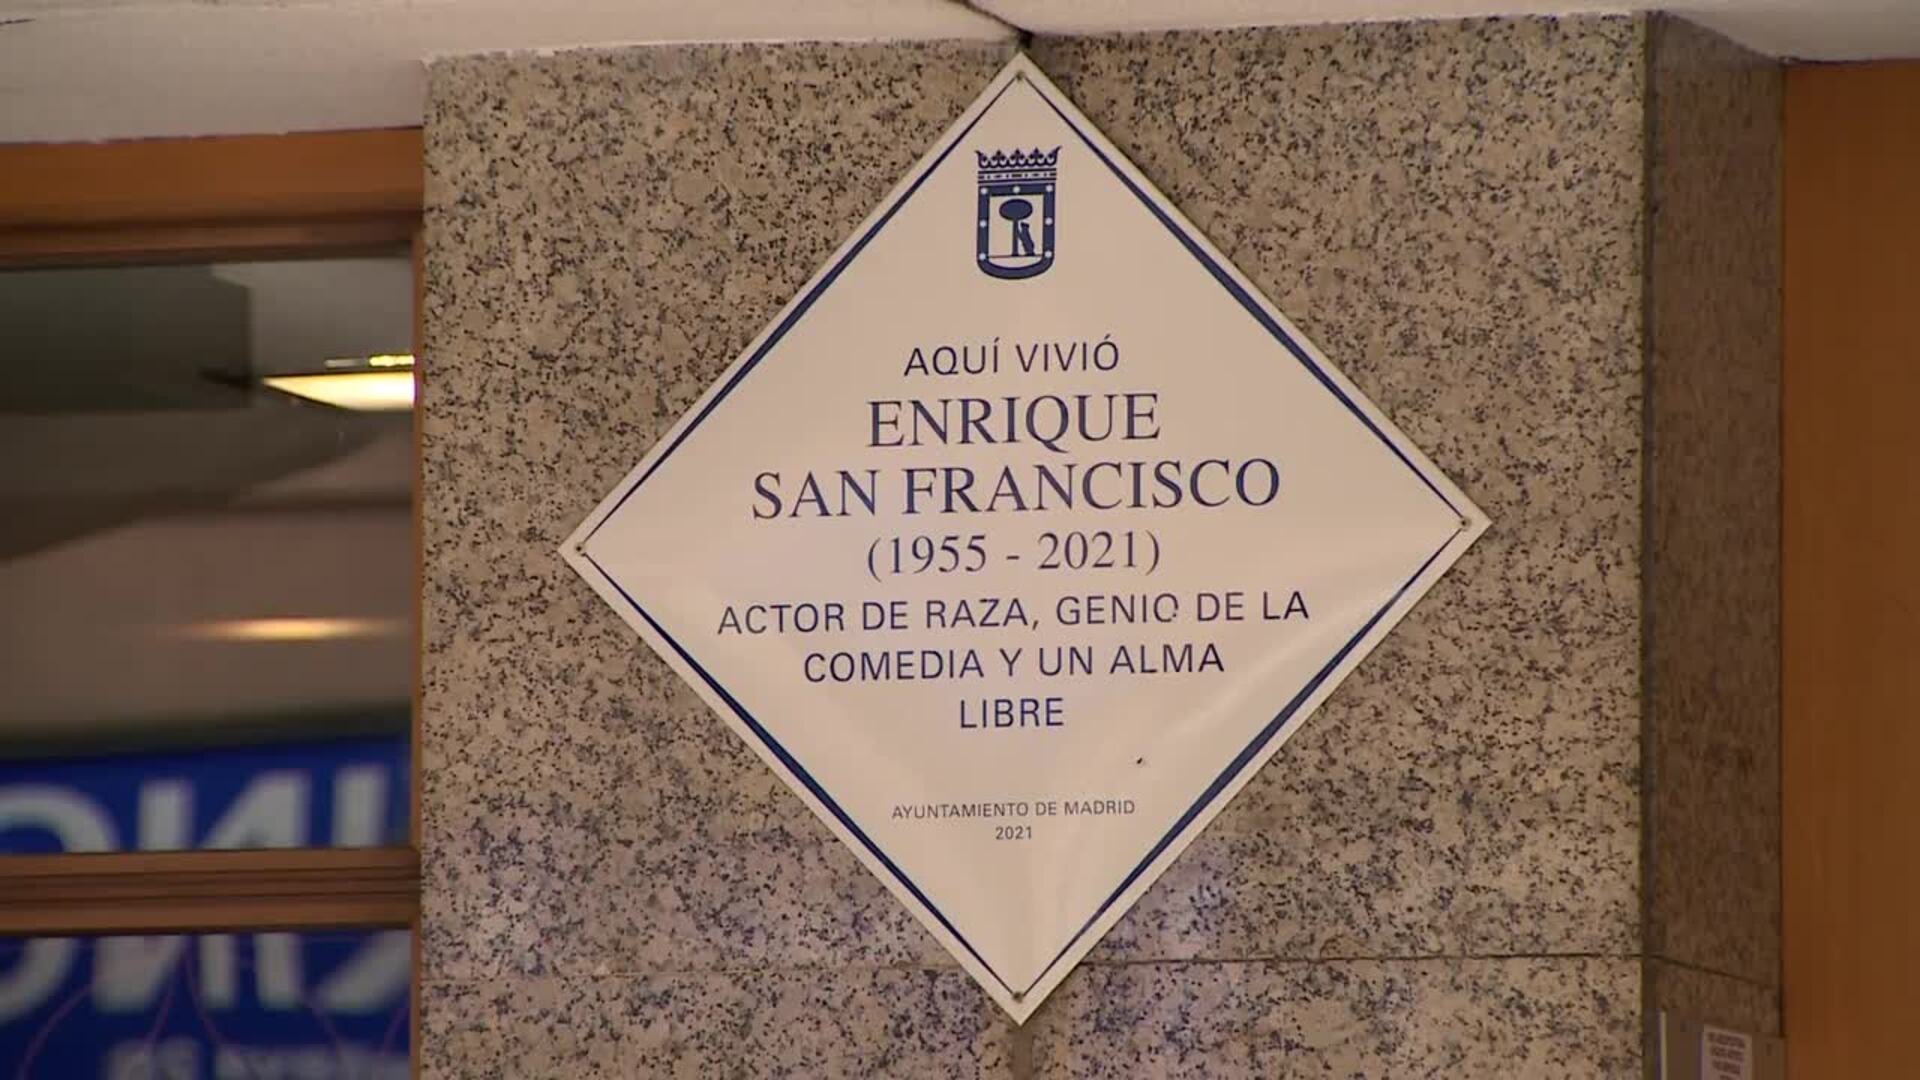 AQUÍ VIVIÓ
ENRIQUE
SAN FRANCISCO
(1955 - 2021)
ACTOR DE RAZA, GENIO DE LA
COMEDIA Y UN ALMA
LIBRE
AYUNTAMIENTO DE MADRID
2021